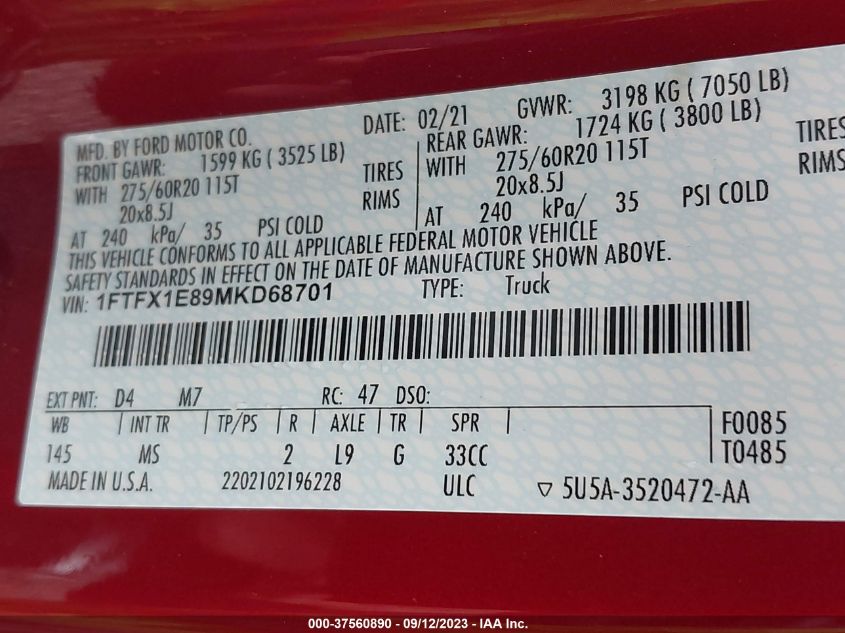 MFD. BY FORD MOTOR CO.
DATE: 02/21 GVWR: 3198 KG ( 7050 LB)
FRONT GAWR: 1599 KG ( 3525 LB)
REAR GAWR: 1724 KG ( 3800 LB)
WITH 275/60R20 115T TIRES
WITH 275/60R20 115T TIRES
20x8.5J RIMS
20x8.5J RIMS
AT 240 kPa/ 35 PSI COLD
AT 240 kPa/ 35 PSI COLD
THIS VEHICLE CONFORMS TO ALL APPLICABLE FEDERAL MOTOR VEHICLE
SAFETY STANDARDS IN EFFECT ON THE DATE OF MANUFACTURE SHOWN ABOVE.
VIN: 1FTFX1E89MKD68701 TYPE: Truck
EXT PNT: D4 M7 RC: 47 DSO:
WB | INT TR | TP/PS | R | AXLE | TR | SPR | F0085
145 MS 2 L9 G 33CC T0485
MADE IN U.S.A. 2202102196228 ULC ▽ 5U5A-3520472-AA
000-37560890 - 09/12/2023 - IAA Inc.